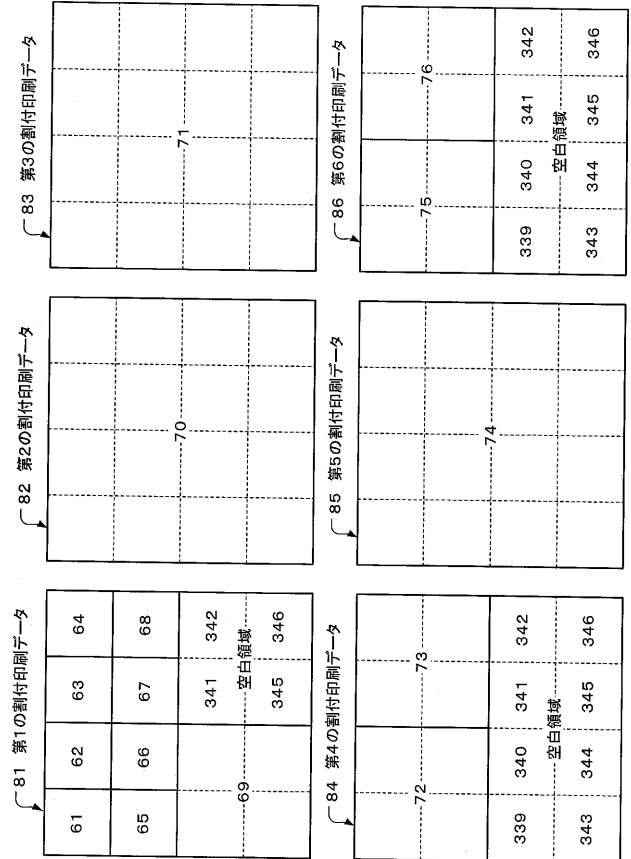 81 第1の割付印刷データ
61 62 63 64
65 66 67 68
69
341 342
空白領域
345 346
82 第2の割付印刷データ
70
83 第3の割付印刷データ
71
84 第4の割付印刷データ
72 73
339 340 341 342
空白領域
343 344 345 346
85 第5の割付印刷データ
74
86 第6の割付印刷データ
75 76
339 340 341 342
空白領域
343 344 345 346